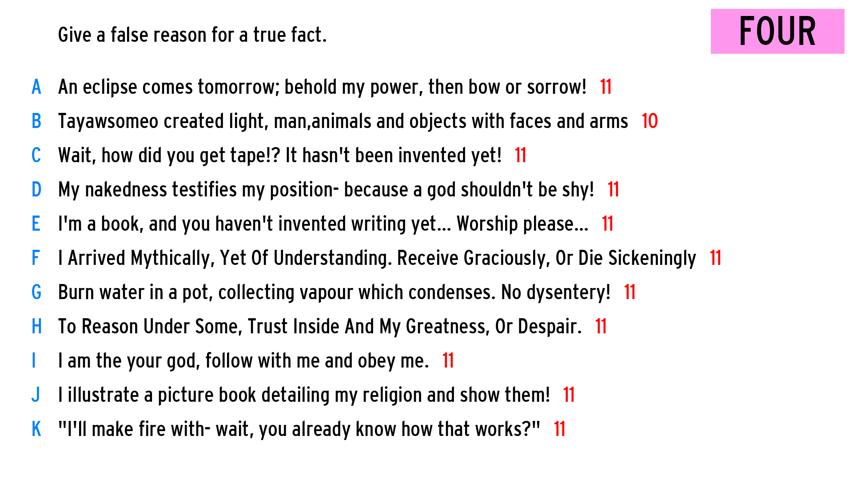 Give a false reason for a true fact.
FOUR
A An eclipse comes tomorrow; behold my power, then bow or sorrow! 11
B Tayawsomeo created light, man,animals and objects with faces and arms 10
C Wait, how did you get tape!? It hasn't been invented yet! 11
D My nakedness testifies my position- because a god shouldn't be shy! 11
E I'm a book, and you haven't invented writing yet... Worship please... 11
F I Arrived Mythically, Yet Of Understanding. Receive Graciously, Or Die Sickeningly 11
G Burn water in a pot, collecting vapour which condenses. No dysentery! 11
H To Reason Under Some, Trust Inside And My Greatness, Or Despair. 11
I I am the your god, follow with me and obey me. 11
J I illustrate a picture book detailing my religion and show them! 11
K "I'll make fire with- wait, you already know how that works?" 11